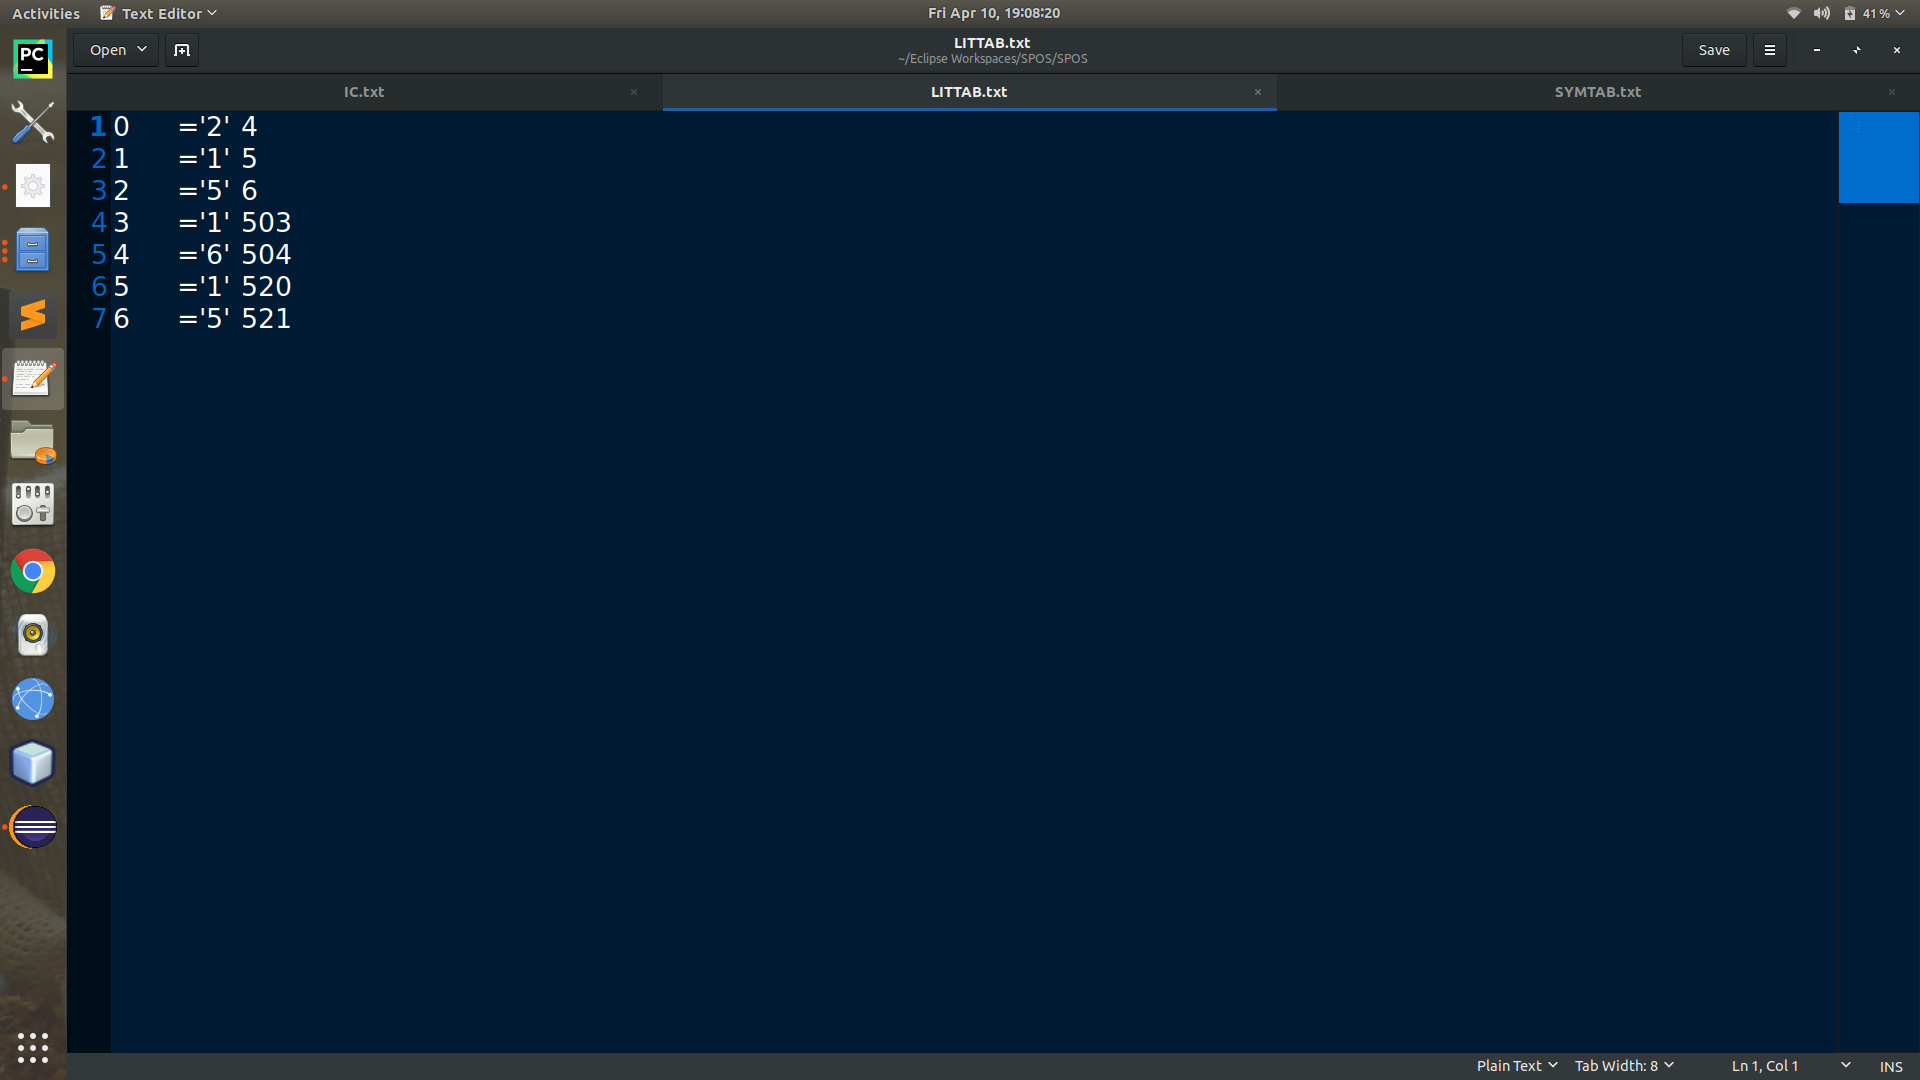 Activities Text Editor Fri Apr 10, 19:08:20 41%
Open LITTAB.txt Save
~/Eclipse Workspaces/SPOS/SPOS
IC.txt LITTAB.txt SYMTAB.txt
1 0 ='2' 4
2 1 ='1' 5
3 2 ='5' 6
4 3 ='1' 503
5 4 ='6' 504
6 5 ='1' 520
7 6 ='5' 521
PC
Plain Text Tab Width: 8 Ln 1, Col 1 INS